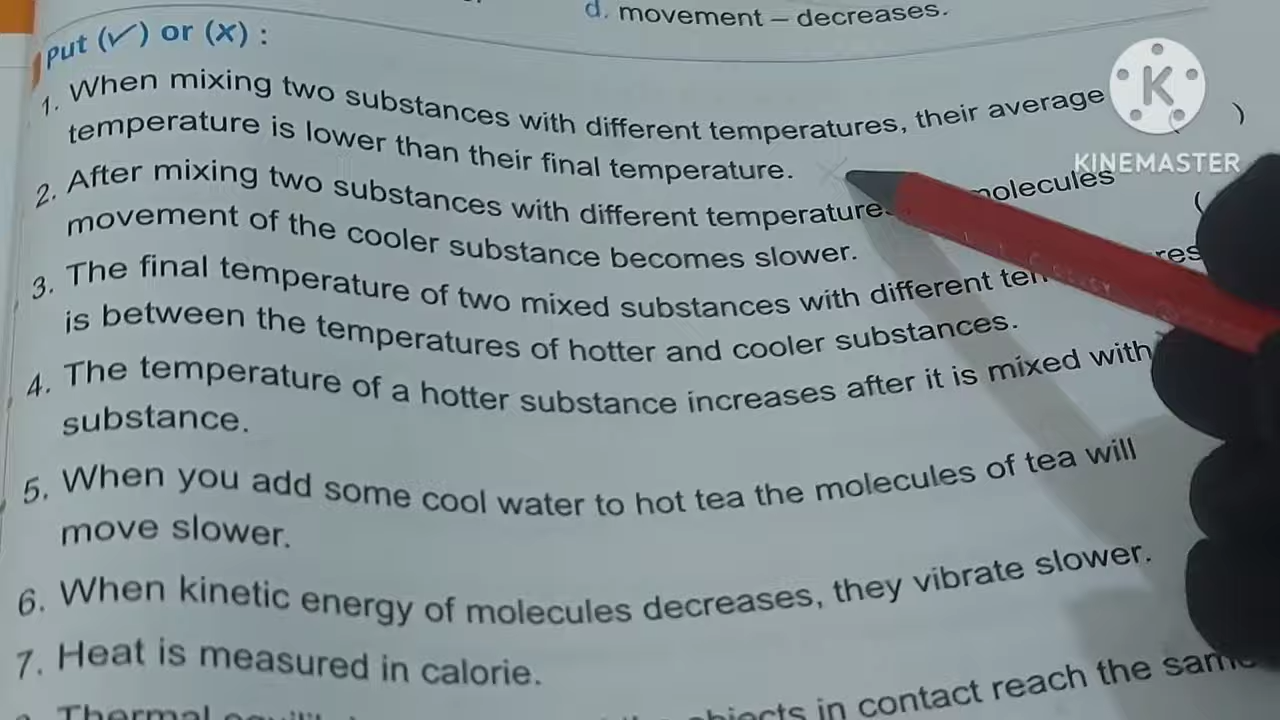 d. movement – decreases.
Put (✓) or (x) :
1. When mixing two substances with different temperatures, their average
temperature is lower than their final temperature. ( )
2. After mixing two substances with different molecules
movement of the cooler substance becomes slower. (
3. The final temperature of two mixed substances with different
is between the temperatures of hotter and cooler substances.
4. The temperature of a hotter substance increases after it is mixed with
substance.
5. When you add some cool water to hot tea the molecules of tea will
move slower.
6. When kinetic energy of molecules decreases, they vibrate slower.
7. Heat is measured in calorie.
Thermal objects in contact reach the same
K
KINEMASTER